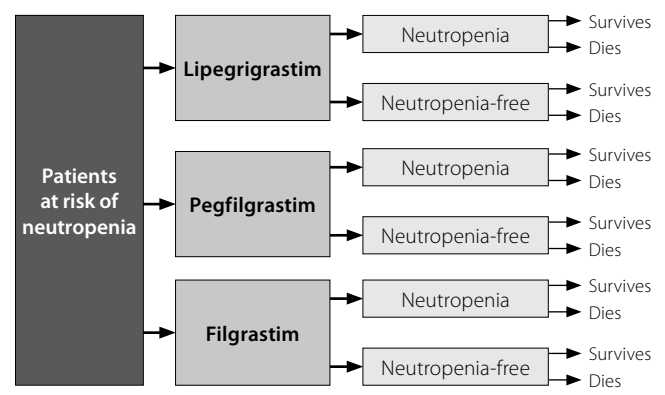 Patients
at risk of
neutropenia
Lipegrigrastim
Neutropenia
Survives
Dies
Neutropenia-free
Survives
Dies
Pegfilgrastim
Neutropenia
Survives
Dies
Neutropenia-free
Survives
Dies
Filgrastim
Neutropenia
Survives
Dies
Neutropenia-free
Survives
Dies